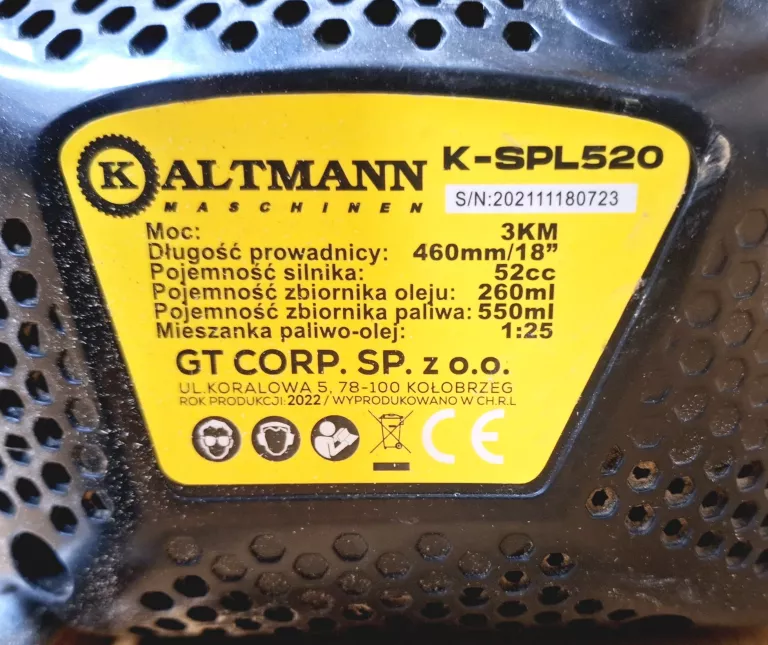 KALTMANN
MASCHINEN
K-SPL520
S/N:202111180723
Moc: 3KM
Długość prowadnicy: 460mm/18”
Pojemność silnika: 52cc
Pojemność zbiornika oleju: 260ml
Pojemność zbiornika paliwa: 550ml
Mieszanka paliwo-olej: 1:25
GT CORP. SP. z o.o.
UL.KORALOWA 5, 78-100 KOŁOBRZEG
ROK PRODUKCJI: 2022 / WYPRODUKOWANO W CH.R.L
CE